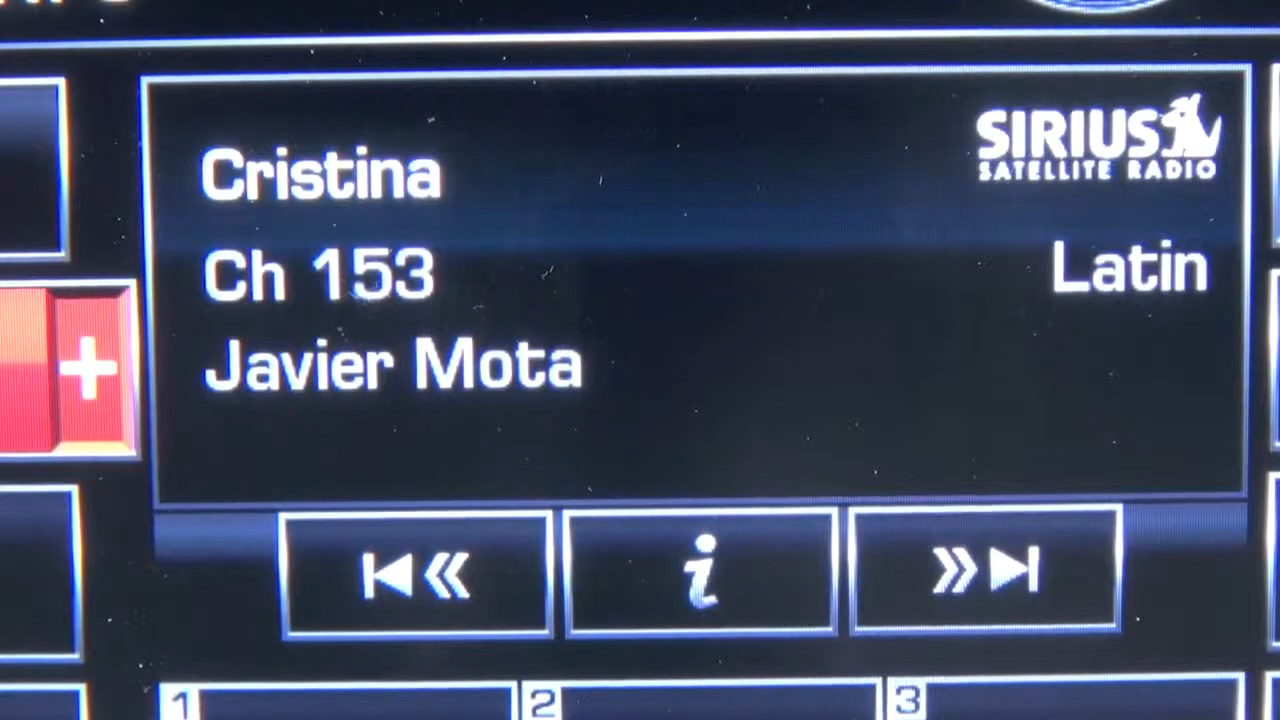 Cristina
SIRIUS
SATELLITE RADIO
Ch 153
Latin
Javier Mota
i
1
2
3